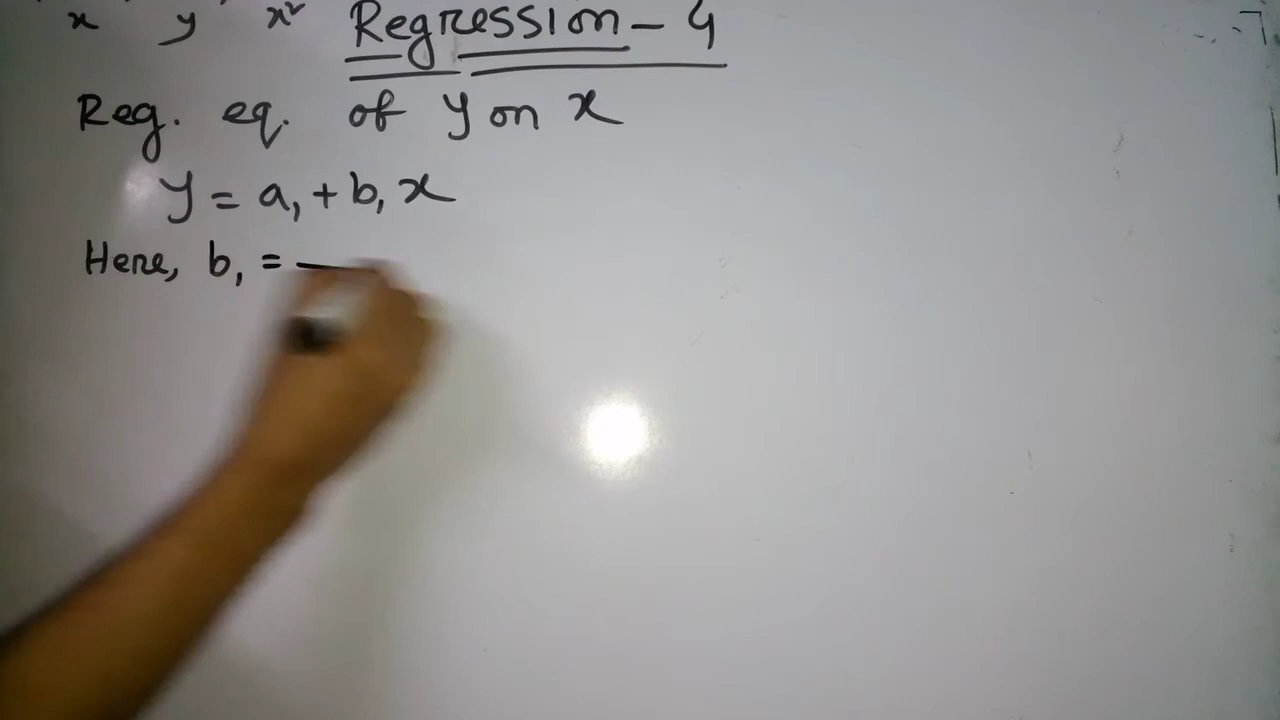 x y x² Regression - 4
Reg. eq. of y on x
y = a₁ + b₁ x
Here, b₁ =